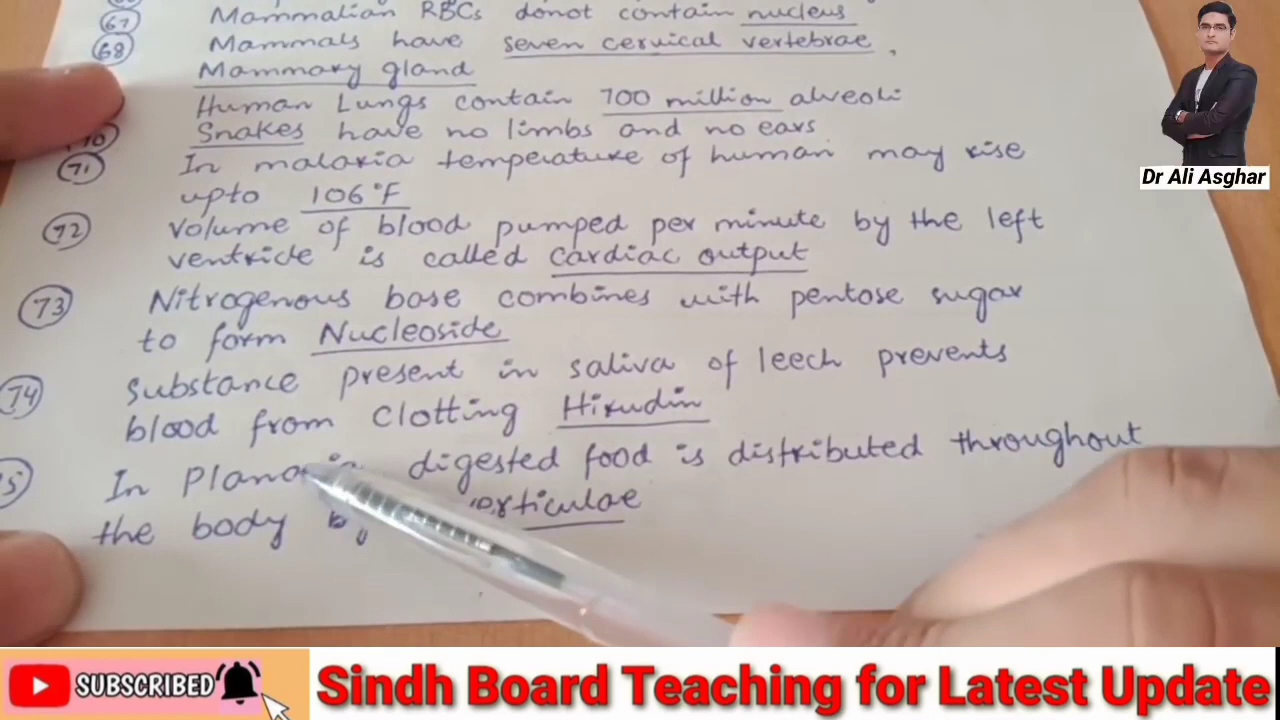 67 Mammalian RBCs donot contain nucleus
68 Mammals have seven cervical vertebrae.
Mammary gland
Human Lungs contain 700 million alveoli
Snakes have no limbs and no ears
71 In malaria temperature of human may rise
upto 106°F
72 Volume of blood pumped per minute by the left
ventricle is called cardiac output
73 Nitrogenous base combines with pentose sugar
to form Nucleoside
74 Substance present in saliva of leech prevents
blood from clotting Hirudin
In digested food is distributed throughout
the body
Dr Ali Asghar
SUBSCRIBED
Sindh Board Teaching for Latest Update